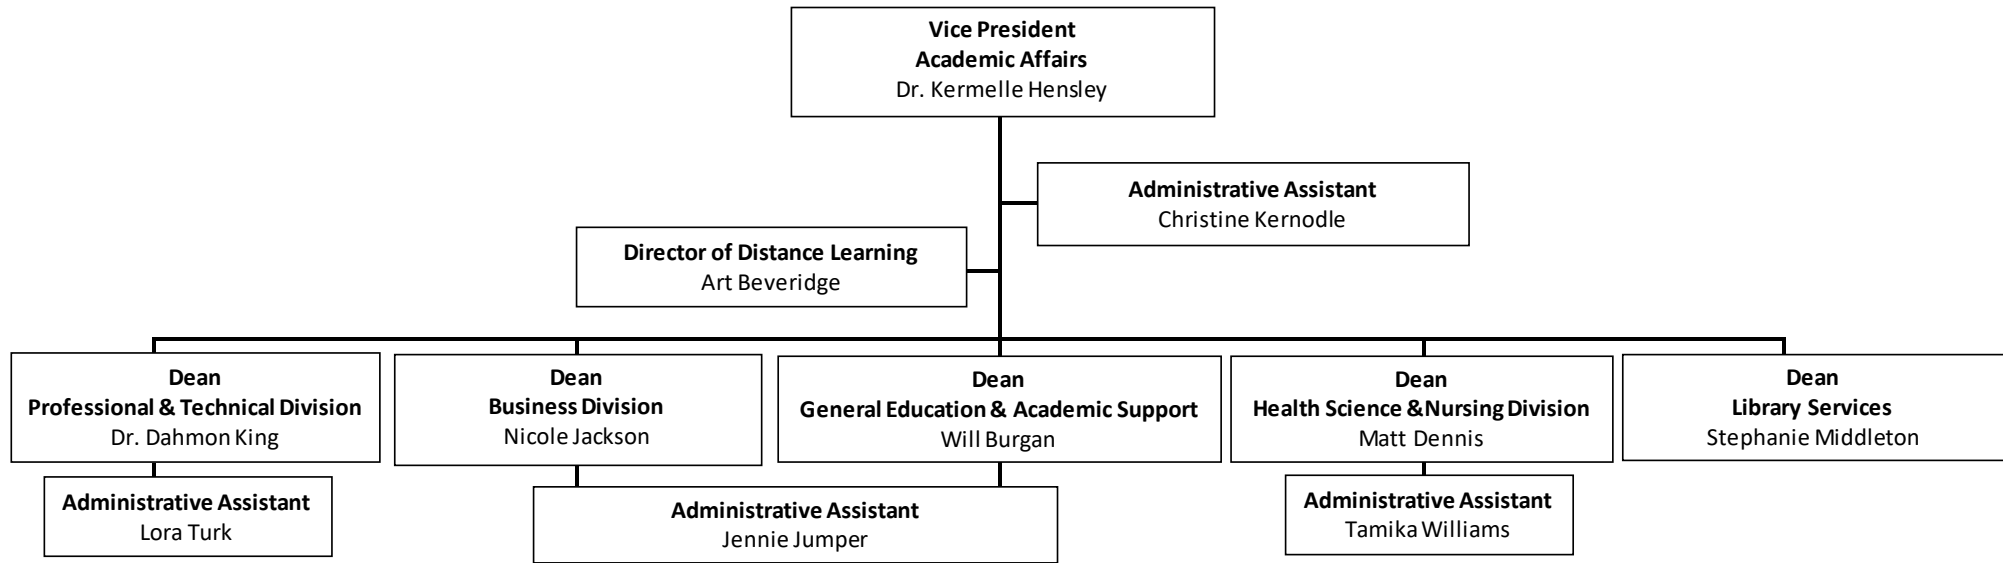 Vice President
Academic Affairs
Dr. Kermelle Hensley
Administrative Assistant
Christine Kernodle
Director of Distance Learning
Art Beveridge
Dean
Professional & Technical Division
Dr. Dahmon King
Dean
Business Division
Nicole Jackson
Dean
General Education & Academic Support
Will Burgan
Dean
Health Science &Nursing Division
Matt Dennis
Dean
Library Services
Stephanie Middleton
Administrative Assistant
Lora Turk
Administrative Assistant
Jennie Jumper
Administrative Assistant
Tamika Williams